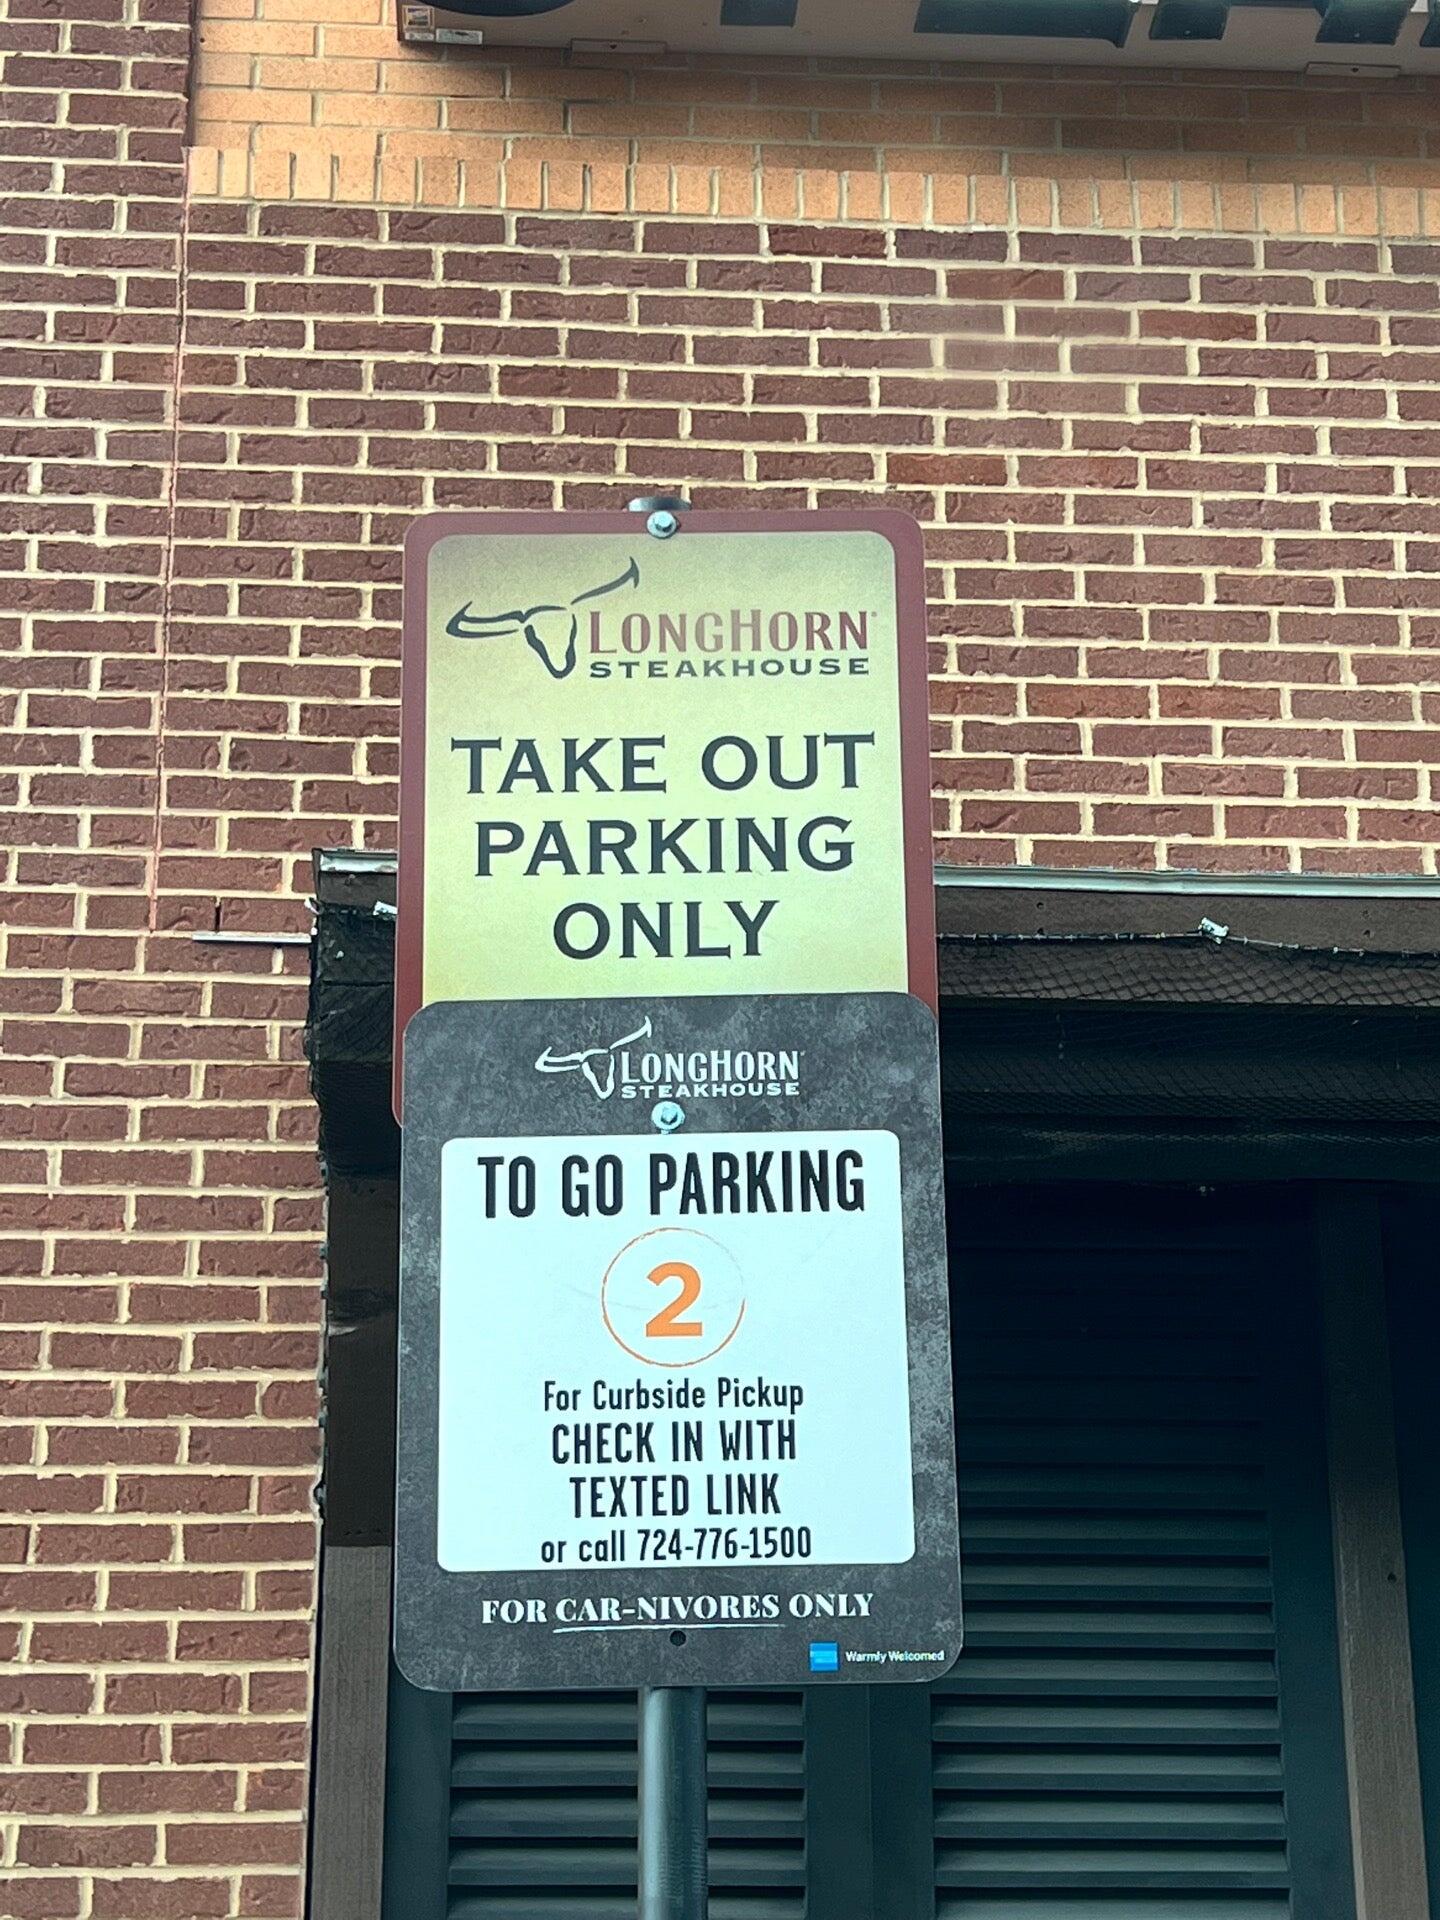 LONGHORN®
STEAKHOUSE
TAKE OUT
PARKING
ONLY
LONGHORN
STEAKHOUSE
TO GO PARKING
2
For Curbside Pickup
CHECK IN WITH
TEXTED LINK
or call 724-776-1500
FOR CAR-NIVORES ONLY
Warmly Welcomed